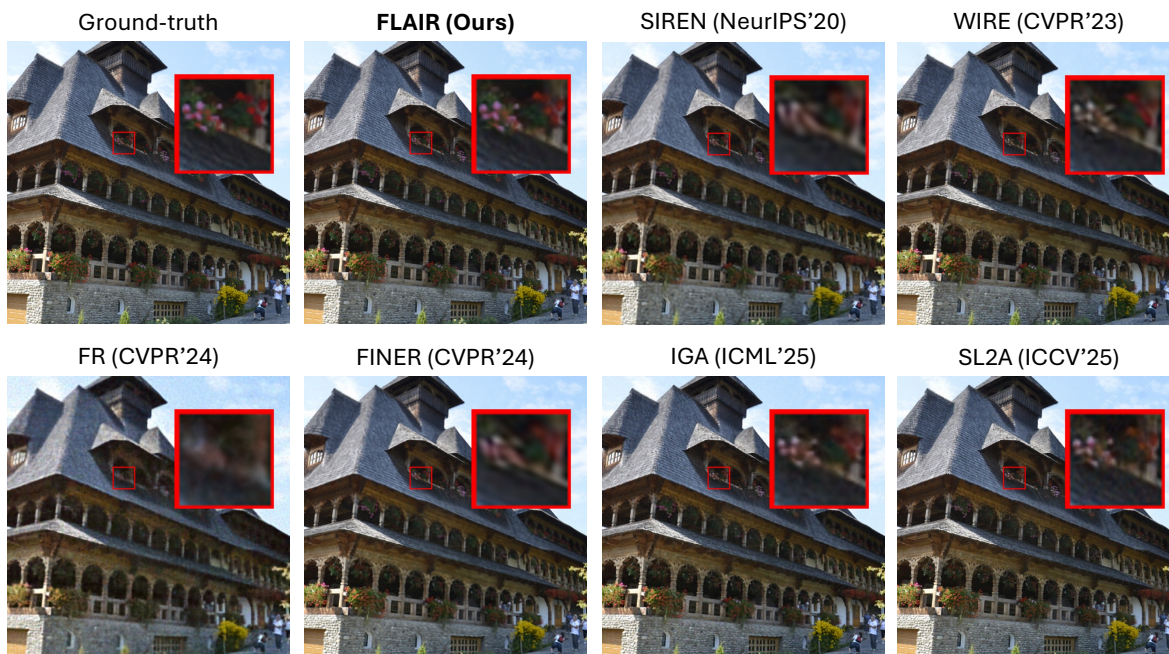 Ground-truth
FLAIR (Ours)
SIREN (NeurIPS’20)
WIRE (CVPR’23)
FR (CVPR’24)
FINER (CVPR’24)
IGA (ICML’25)
SL2A (ICCV’25)